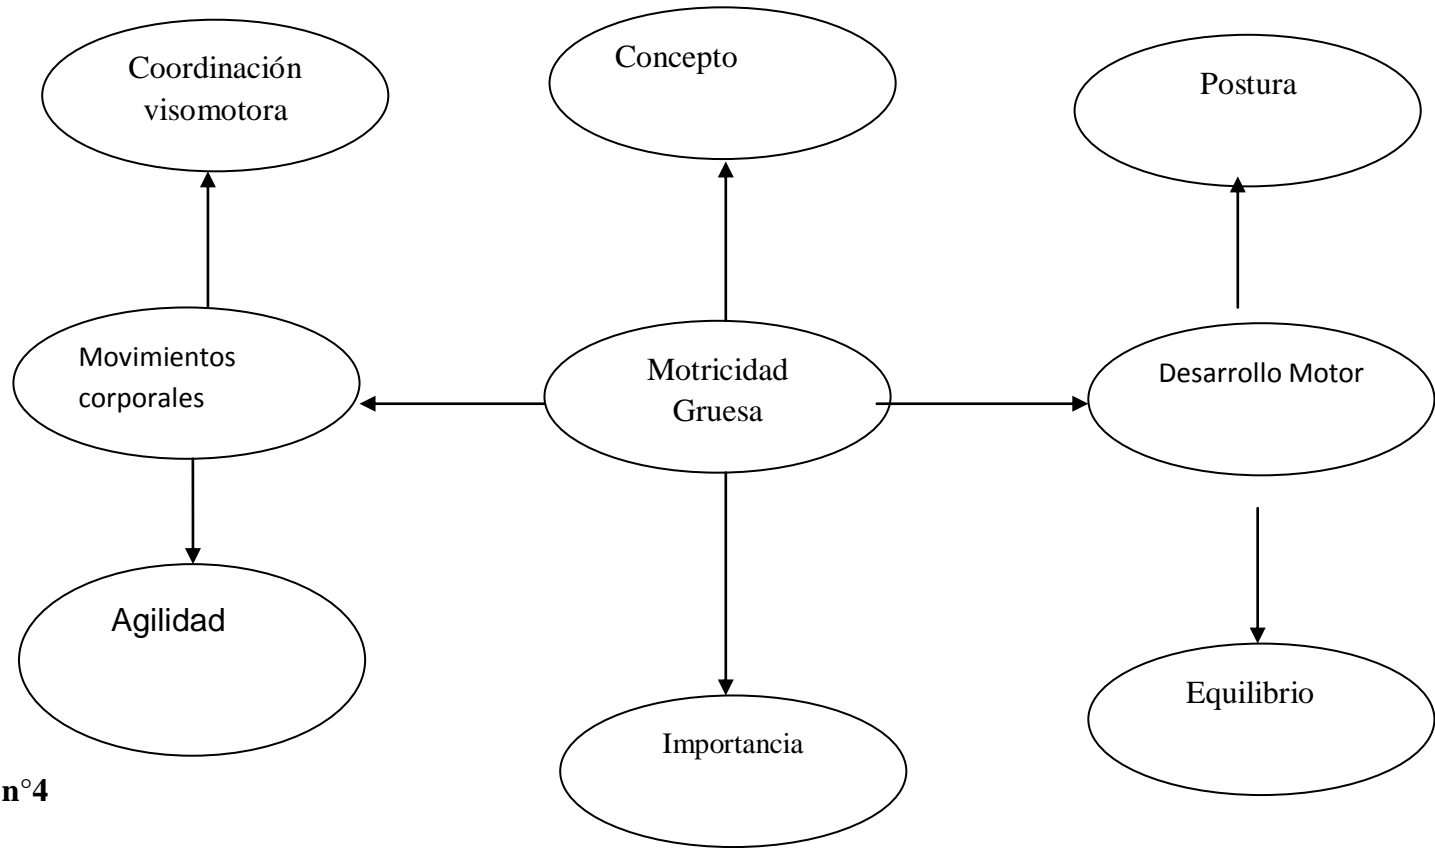 Coordinación
visomotora
Concepto
Postura
Movimientos
corporales
Motricidad
Gruesa
Desarrollo Motor
Agilidad
Importancia
Equilibrio
n°4